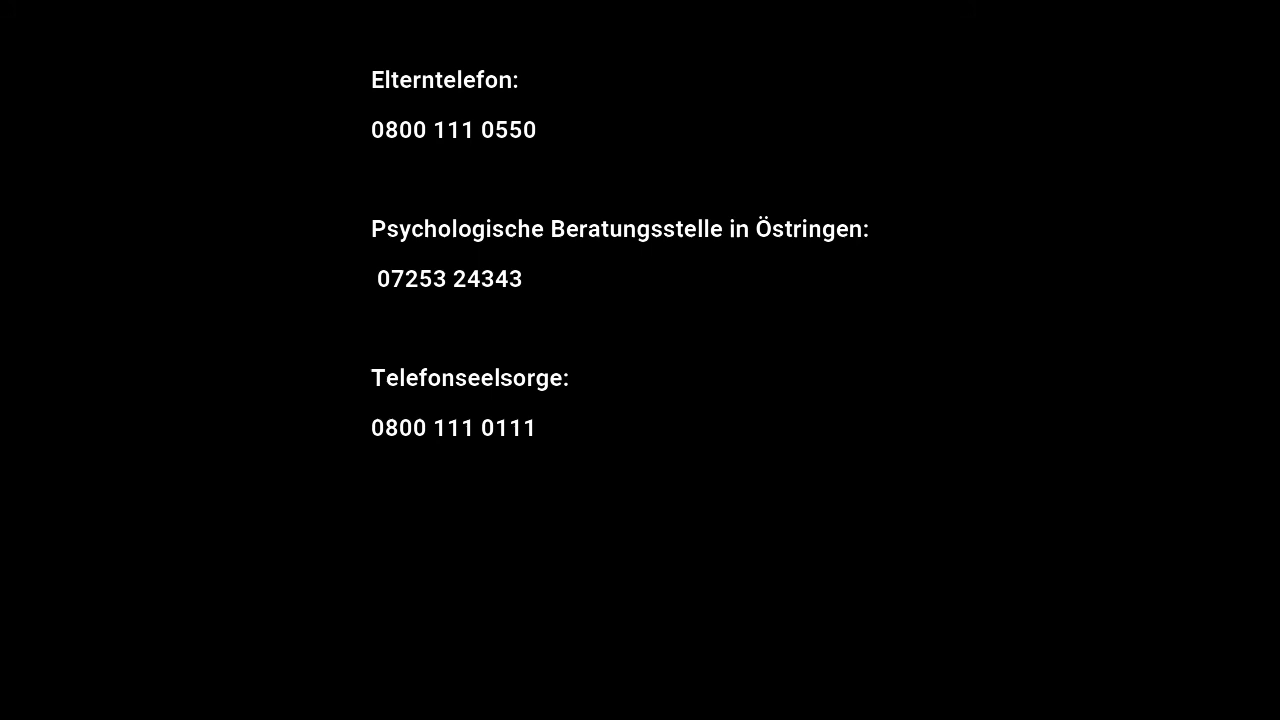 Elterntelefon:
0800 111 0550
Psychologische Beratungsstelle in Östringen:
07253 24343
Telefonseelsorge:
0800 111 0111